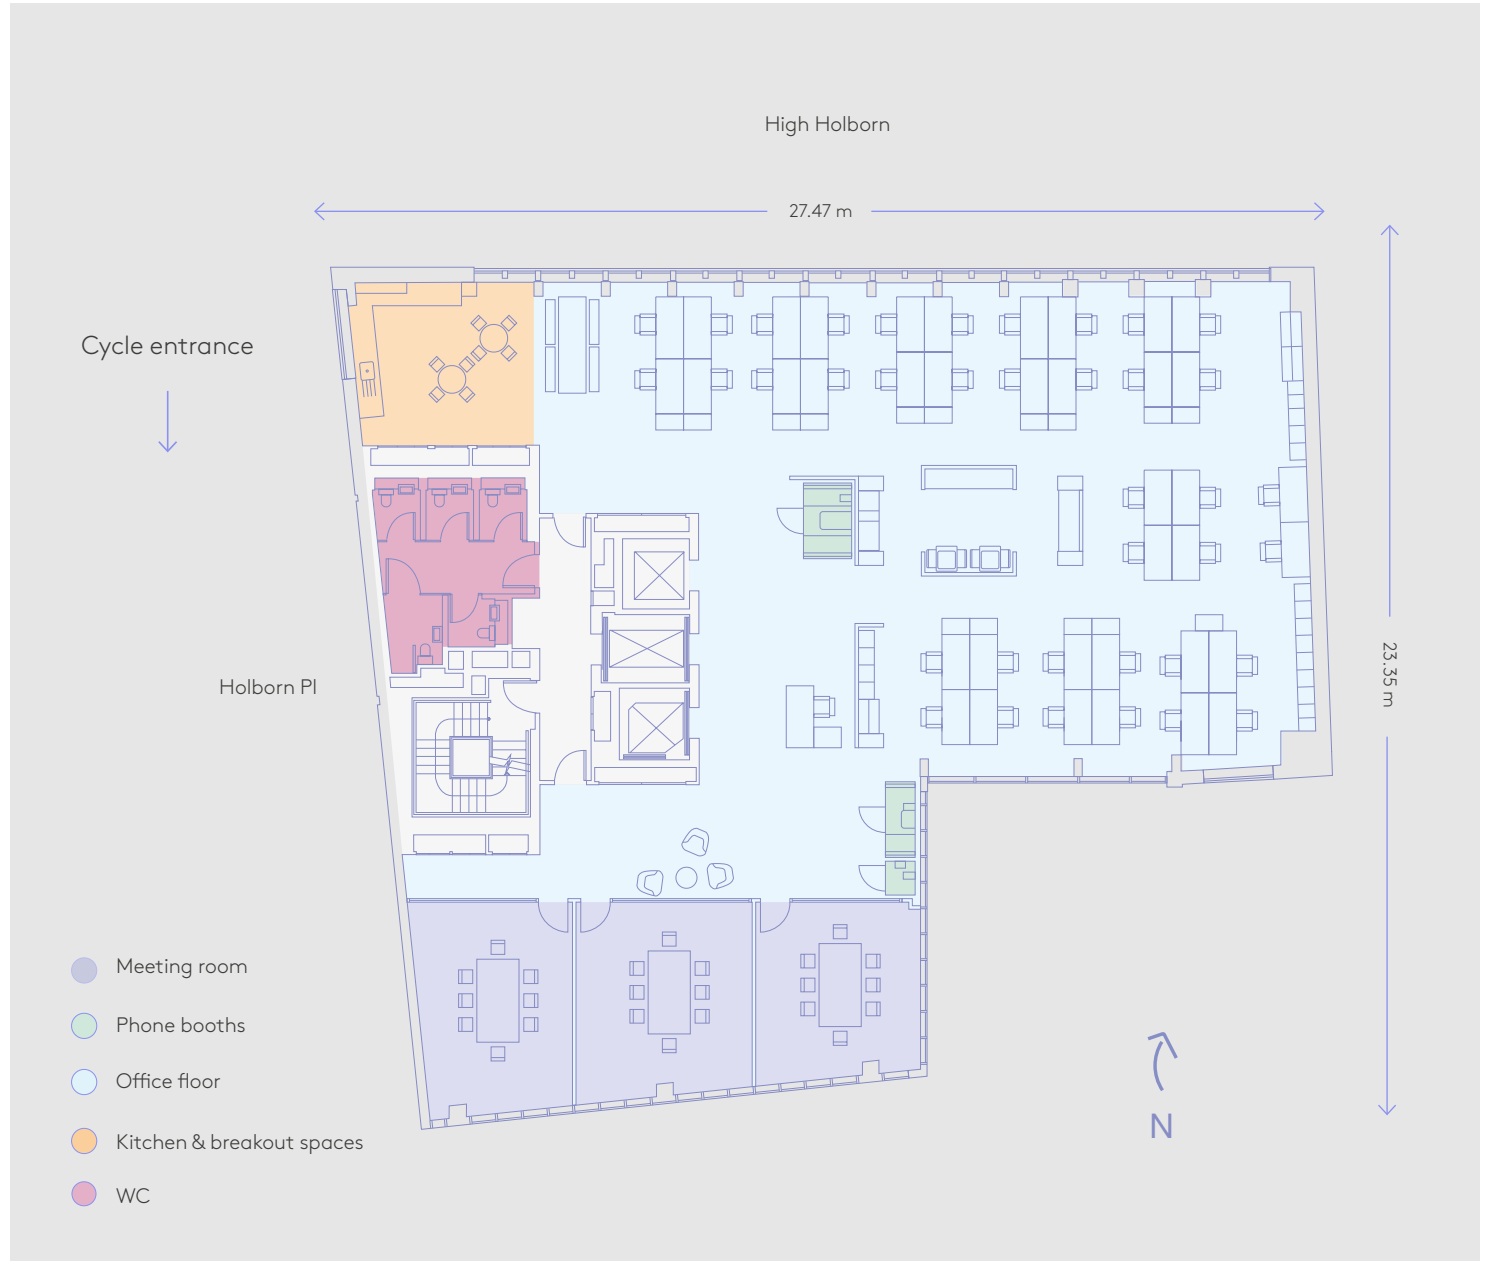 High Holborn
27.47 m
Cycle entrance
23.35 m
Holborn Pl
Meeting room
Phone booths
Office floor
Kitchen & breakout spaces
WC
N